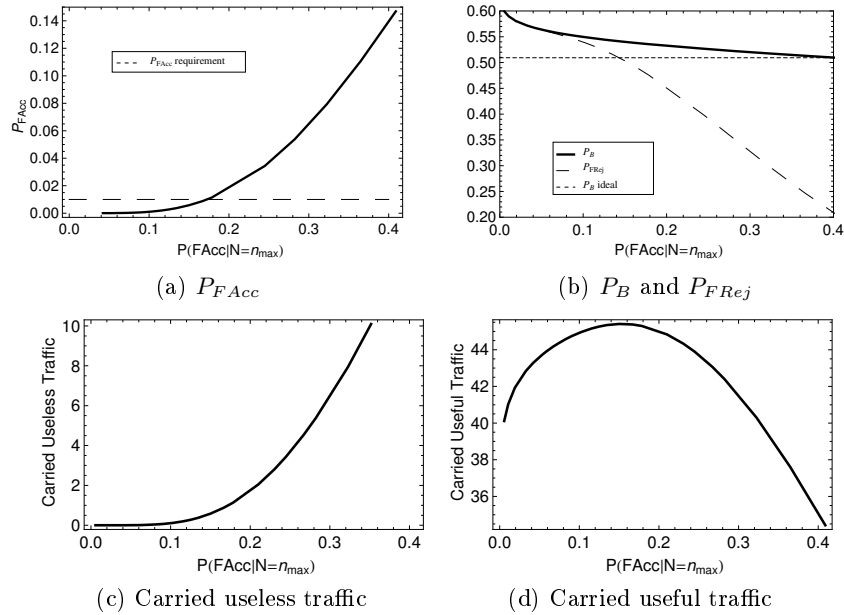 0.14
0.12
0.10
0.08
0.06
0.04
0.02
0.00
P_FAcc
P_FAcc requirement
0.0 0.1 0.2 0.3 0.4
P(FAcc|N=n_max)
(a) P_FAcc
0.60
0.55
0.50
0.45
0.40
0.35
0.30
0.25
0.20
P_B
P_FRej
P_B ideal
0.0 0.1 0.2 0.3 0.4
P(FAcc|N=n_max)
(b) P_B and P_FRej
10
8
6
4
2
0
Carried Useless Traffic
0.0 0.1 0.2 0.3 0.4
P(FAcc|N=n_max)
(c) Carried useless traffic
44
42
40
38
36
Carried Useful Traffic
0.0 0.1 0.2 0.3 0.4
P(FAcc|N=n_max)
(d) Carried useful traffic